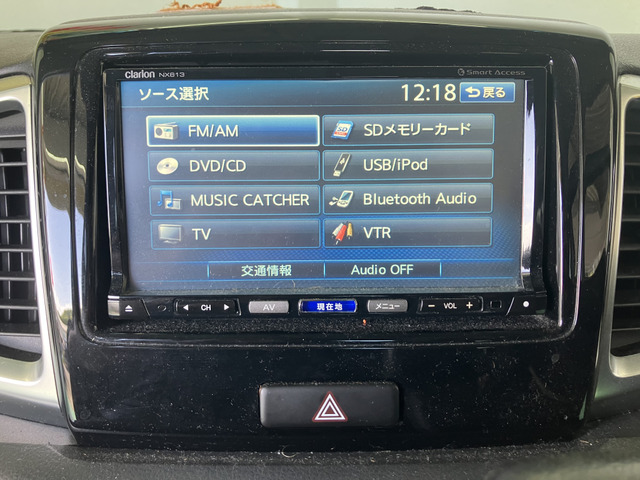 clarion NX613 Smart Access
ソース選択 12:18 戻る
FM/AM SDメモリーカード
DVD/CD USB/iPod
MUSIC CATCHER Bluetooth Audio
TV VTR
交通情報 Audio OFF
CH AV 現在地 メニュー − VOL +